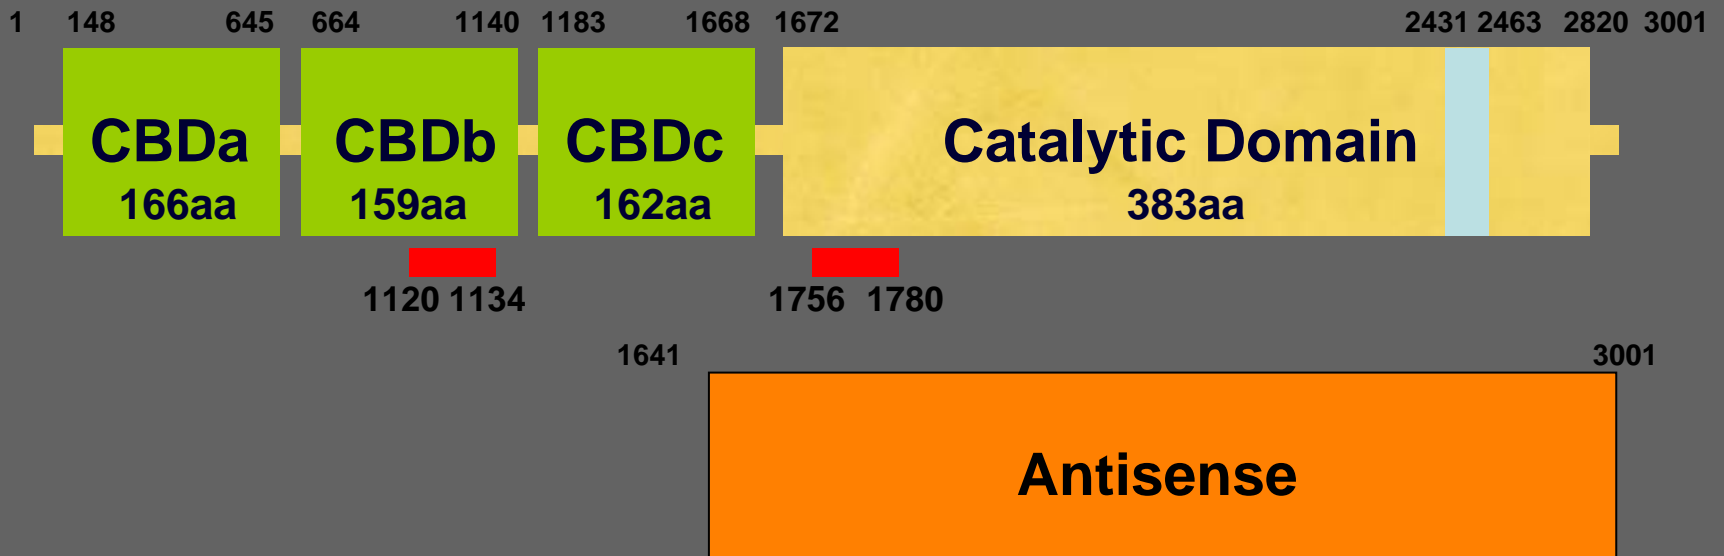 1 148 645 664 1140 1183 1668 1672 2431 2463 2820 3001
CBDa CBDb CBDc Catalytic Domain
166aa 159aa 162aa 383aa
1120 1134 1756 1780
1641 3001
Antisense